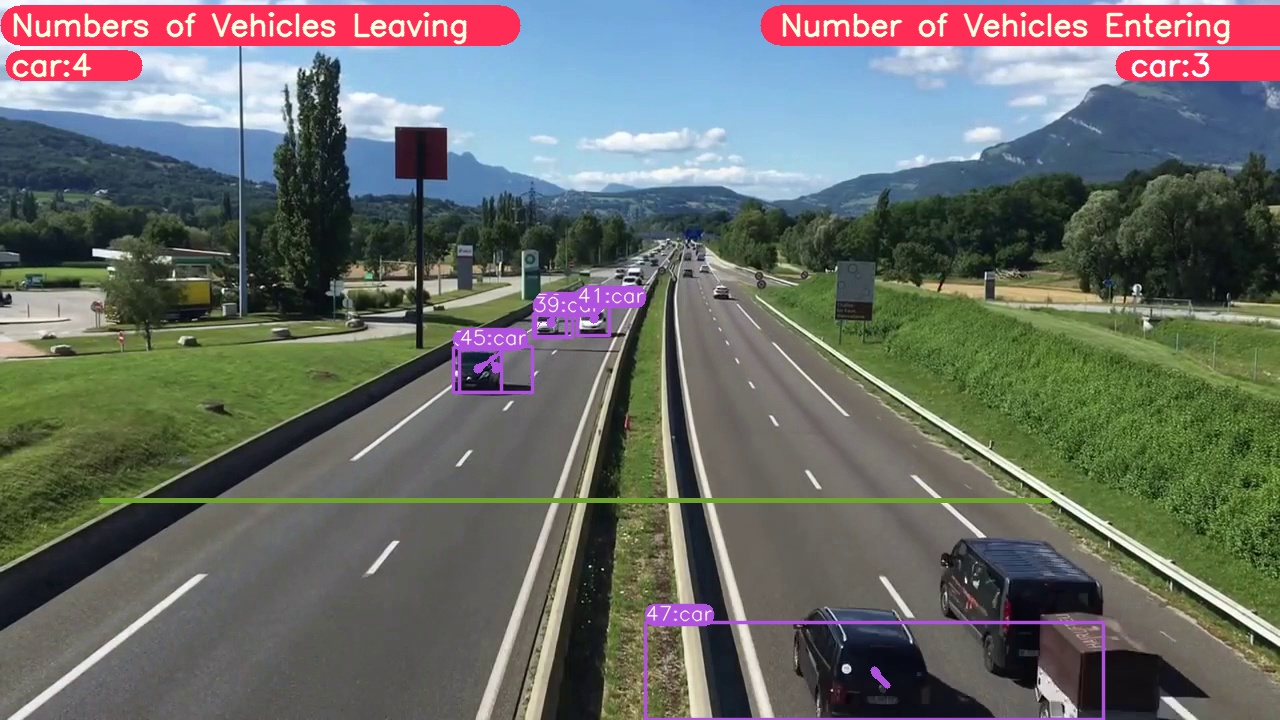 Numbers of Vehicles Leaving
Number of Vehicles Entering
car:4
car:3
39:c
41:car
45:car
47:car
bp